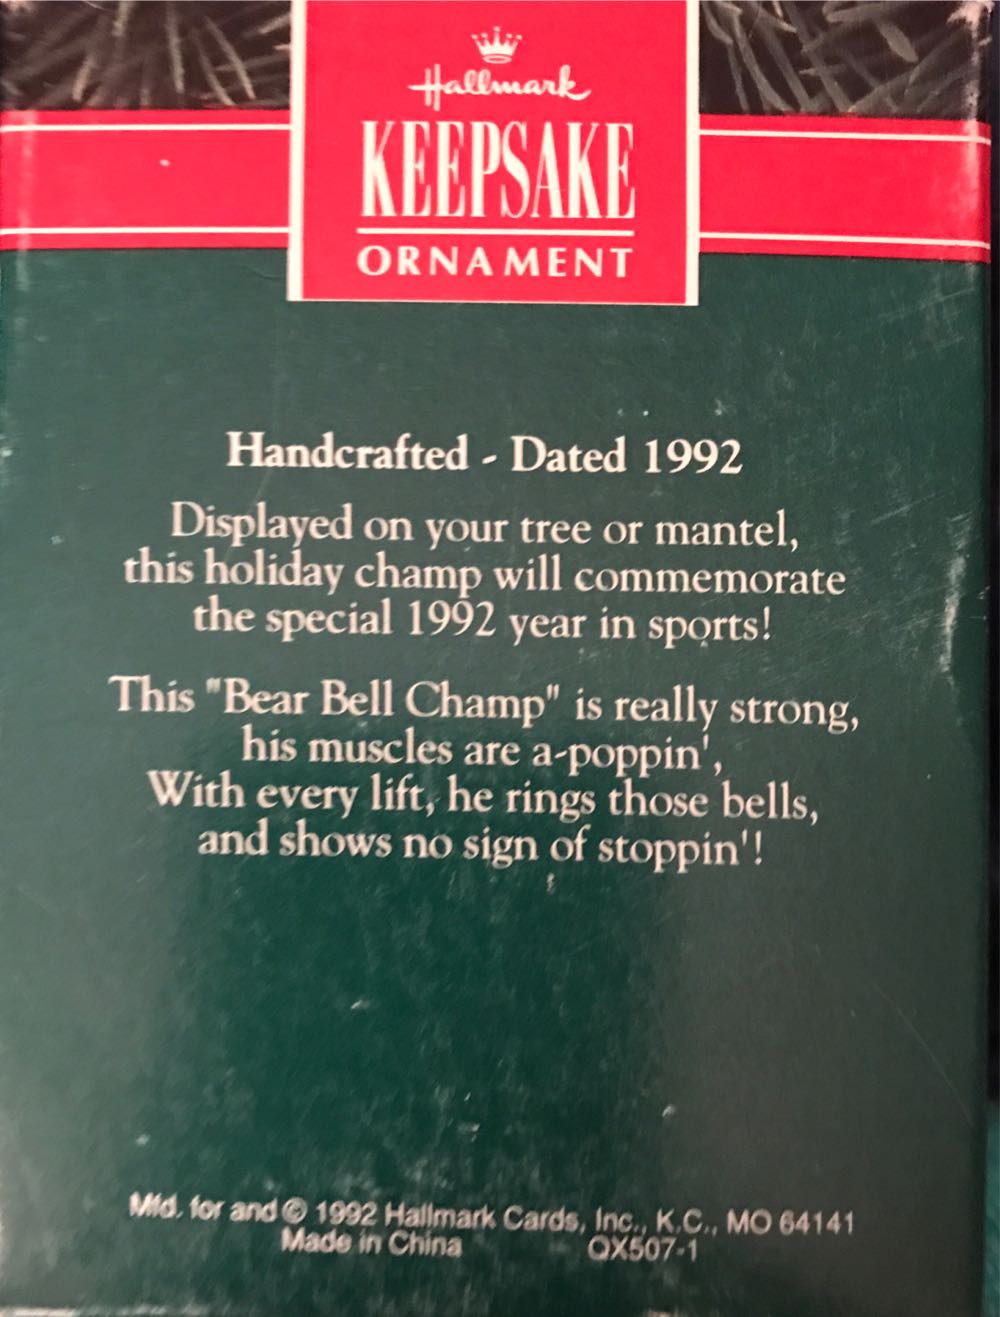 Hallmark
KEEPSAKE
ORNAMENT
Handcrafted - Dated 1992
Displayed on your tree or mantel,
this holiday champ will commemorate
the special 1992 year in sports!
This "Bear Bell Champ" is really strong,
his muscles are a-poppin',
With every lift, he rings those bells,
and shows no sign of stoppin'!
Mfd. for and © 1992 Hallmark Cards, Inc., K.C., MO 64141
Made in China QX507-1